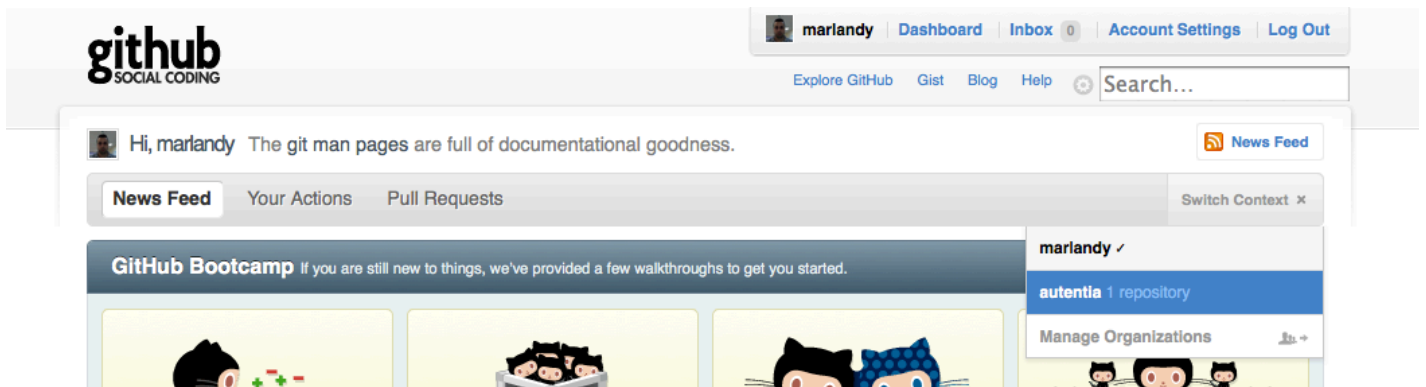 github
SOCIAL CODING
marlandy Dashboard Inbox 0 Account Settings Log Out
Explore GitHub Gist Blog Help Search...
Hi, marlandy The git man pages are full of documentational goodness.
News Feed
News Feed Your Actions Pull Requests Switch Context ×
marlandy ✓
GitHub Bootcamp If you are still new to things, we've provided a few walkthroughs to get you started.
autentia 1 repository
Manage Organizations